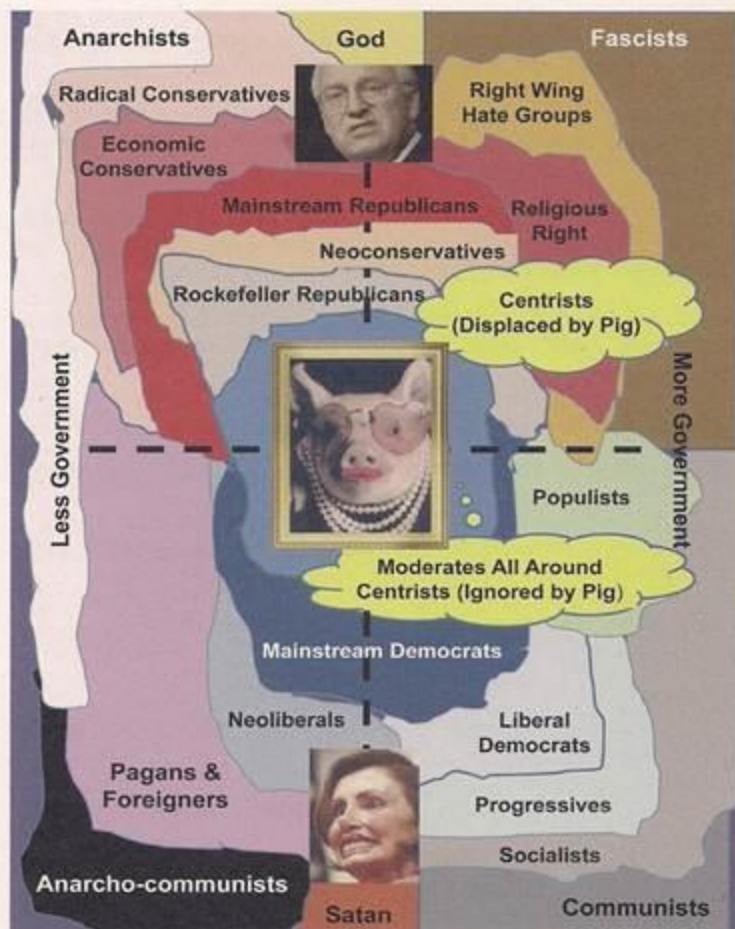 Anarchists
God
Fascists
Radical Conservatives
Right Wing
Hate Groups
Economic
Conservatives
Mainstream Republicans
Religious
Right
Neoconservatives
Rockefeller Republicans
Centrists
(Displaced by Pig)
Less Government
More Government
Populists
Moderates All Around
Centrists (Ignored by Pig)
Mainstream Democrats
Neoliberals
Liberal
Democrats
Pagans &
Foreigners
Progressives
Socialists
Anarcho-communists
Satan
Communists